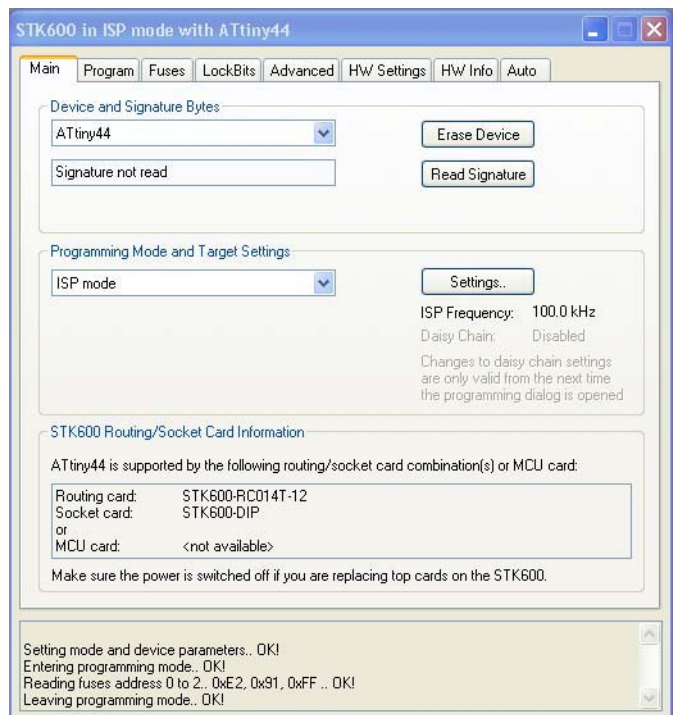 STK600 in ISP mode with ATtiny44
Main Program Fuses LockBits Advanced HW Settings HW Info Auto
Device and Signature Bytes
ATtiny44 Erase Device
Signature not read Read Signature
Programming Mode and Target Settings
ISP mode Settings..
ISP Frequency: 100.0 kHz
Daisy Chain: Disabled
Changes to daisy chain settings
are only valid from the next time
the programming dialog is opened
STK600 Routing/Socket Card Information
ATtiny44 is supported by the following routing/socket card combination(s) or MCU card:
Routing card: STK600-RC014T-12
Socket card: STK600-DIP
or
MCU card: <not available>
Make sure the power is switched off if you are replacing top cards on the STK600.
Setting mode and device parameters.. OK!
Entering programming mode.. OK!
Reading fuses address 0 to 2.. 0xE2, 0x91, 0xFF .. OK!
Leaving programming mode.. OK!